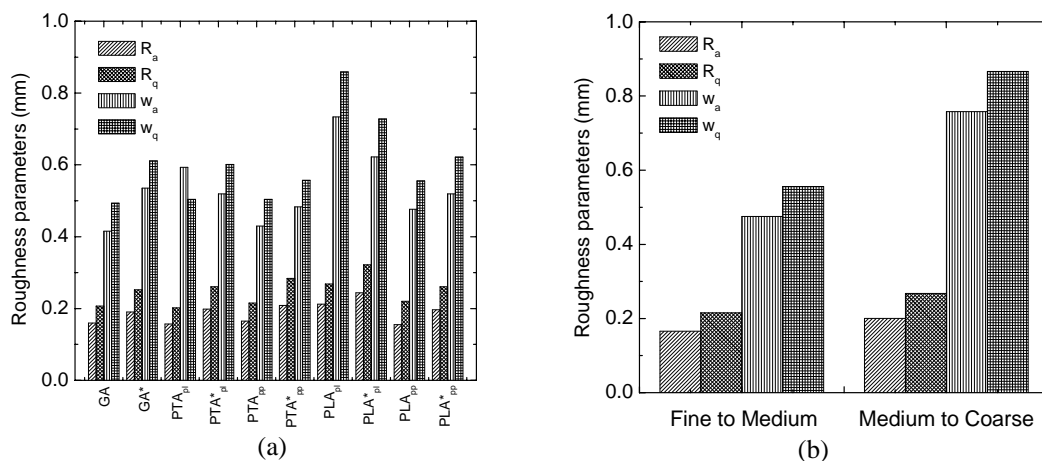 Roughness parameters (mm)
1.0
0.8
0.6
0.4
0.2
0.0
Ra
Rq
wa
wq
GA
GA*
PTApl
PTA*pl
PTApp
PTA*pp
PLApl
PLA*pl
PLApp
PLA*pp
(a)
Roughness parameters (mm)
1.0
0.8
0.6
0.4
0.2
0.0
Ra
Rq
wa
wq
Fine to Medium
Medium to Coarse
(b)